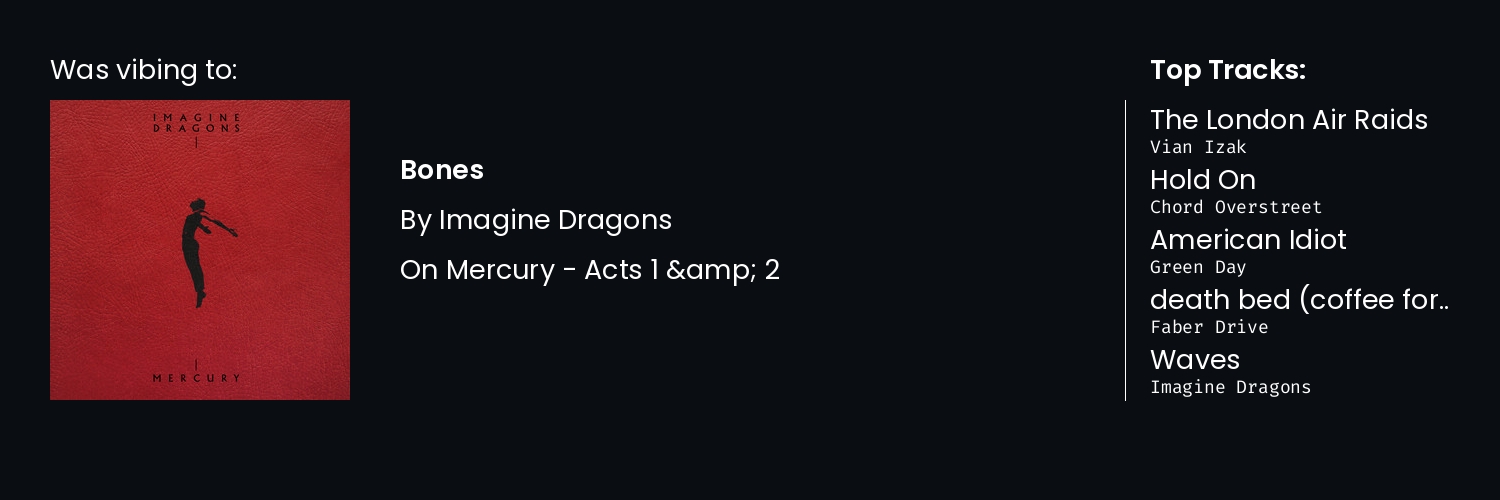 Was vibing to:
IMAGINE
DRAGONS
MERCURY
Bones
By Imagine Dragons
On Mercury - Acts 1 &amp; 2
Top Tracks:
The London Air Raids
Vian Izak
Hold On
Chord Overstreet
American Idiot
Green Day
death bed (coffee for..
Faber Drive
Waves
Imagine Dragons